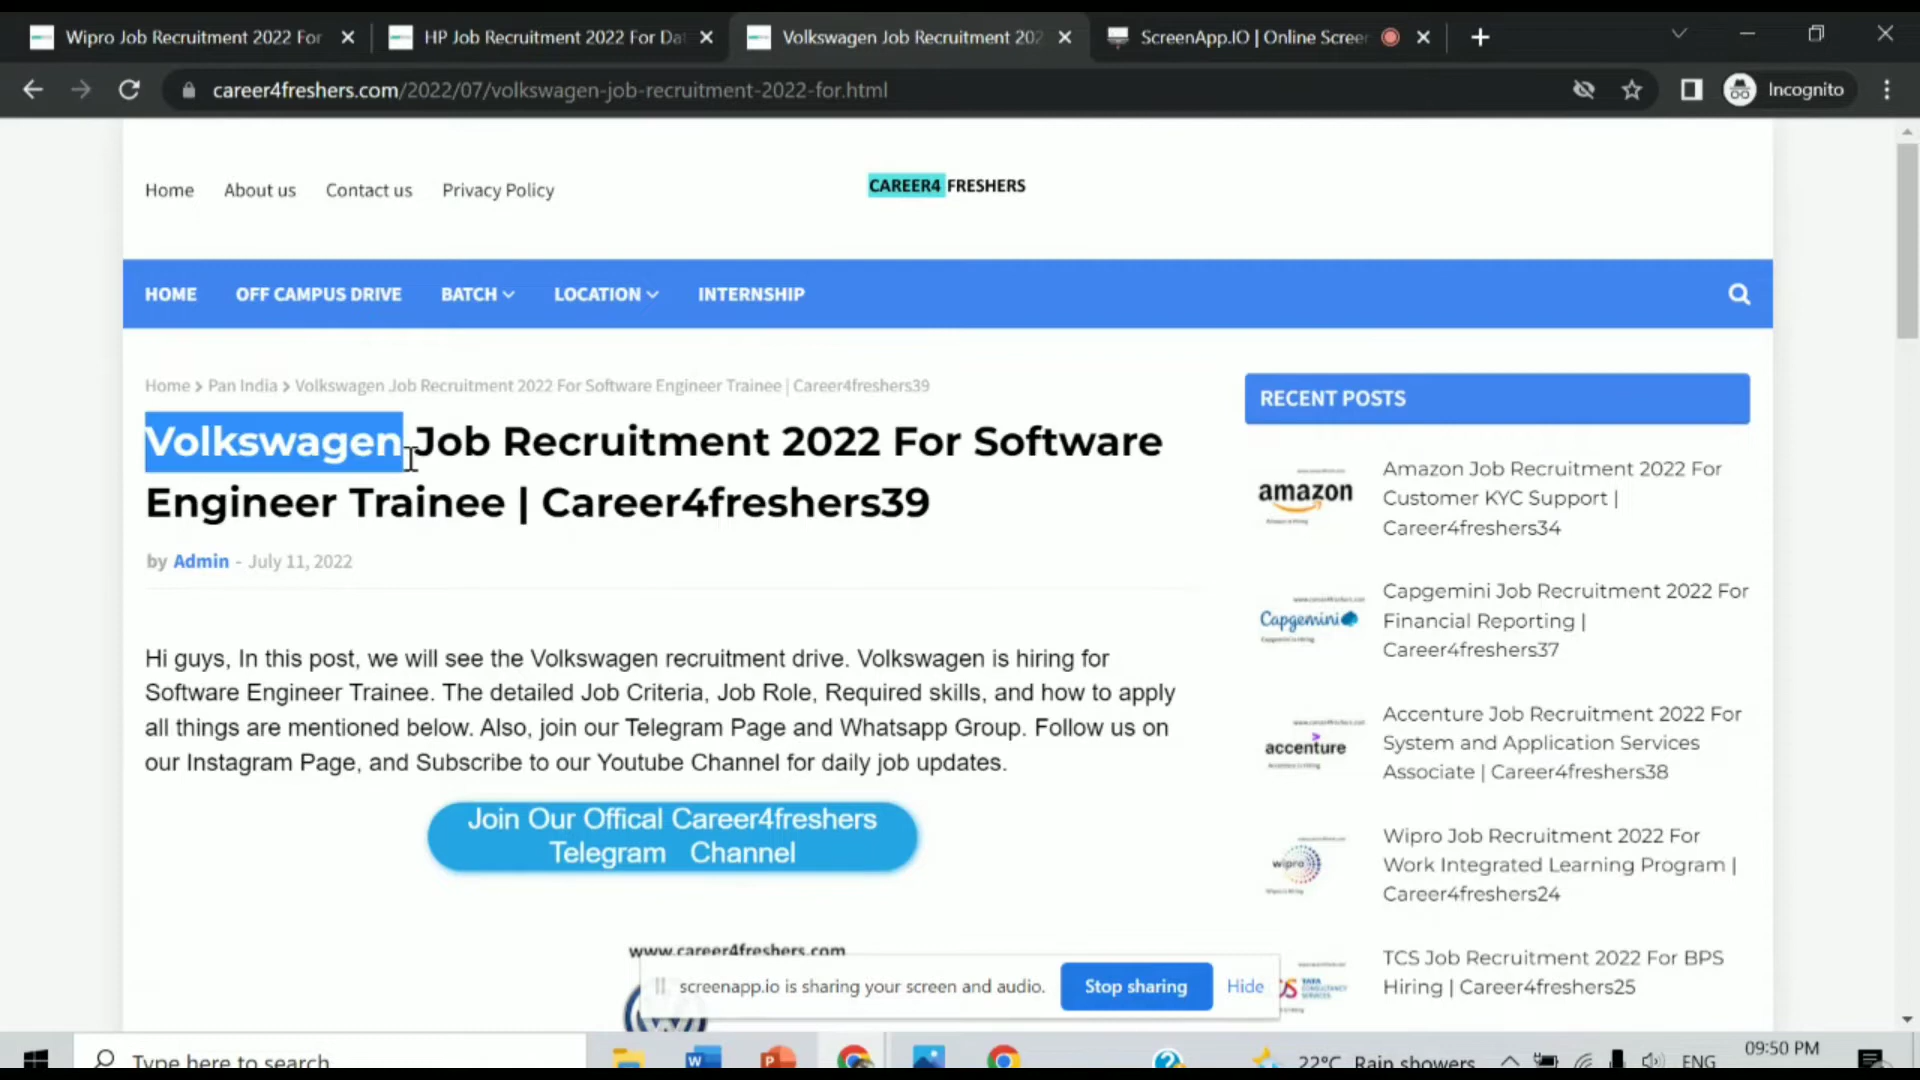 Wipro Job Recruitment 2022 For
HP Job Recruitment 2022 For Dat
Volkswagen Job Recruitment 202
ScreenApp.IO | Online Screen
career4freshers.com/2022/07/volkswagen-job-recruitment-2022-for.html
Incognito
Home About us Contact us Privacy Policy
CAREER4 FRESHERS
HOME OFF CAMPUS DRIVE BATCH LOCATION INTERNSHIP
Home > Pan India > Volkswagen Job Recruitment 2022 For Software Engineer Trainee | Career4freshers39
Volkswagen Job Recruitment 2022 For Software
Engineer Trainee | Career4freshers39
by Admin - July 11, 2022
Hi guys, In this post, we will see the Volkswagen recruitment drive. Volkswagen is hiring for
Software Engineer Trainee. The detailed Job Criteria, Job Role, Required skills, and how to apply
all things are mentioned below. Also, join our Telegram Page and Whatsapp Group. Follow us on
our Instagram Page, and Subscribe to our Youtube Channel for daily job updates.
Join Our Offical Career4freshers
Telegram Channel
www.career4freshers.com
RECENT POSTS
amazon
Amazon Job Recruitment 2022 For
Customer KYC Support |
Career4freshers34
Capgemini
Capgemini Job Recruitment 2022 For
Financial Reporting |
Career4freshers37
accenture
Accenture Job Recruitment 2022 For
System and Application Services
Associate | Career4freshers38
wipro
Wipro Job Recruitment 2022 For
Work Integrated Learning Program |
Career4freshers24
TCS Job Recruitment 2022 For BPS
Hiring | Career4freshers25
screenapp.io is sharing your screen and audio. Stop sharing Hide
Type here to search
22°C Rain showers
ENG
09:50 PM